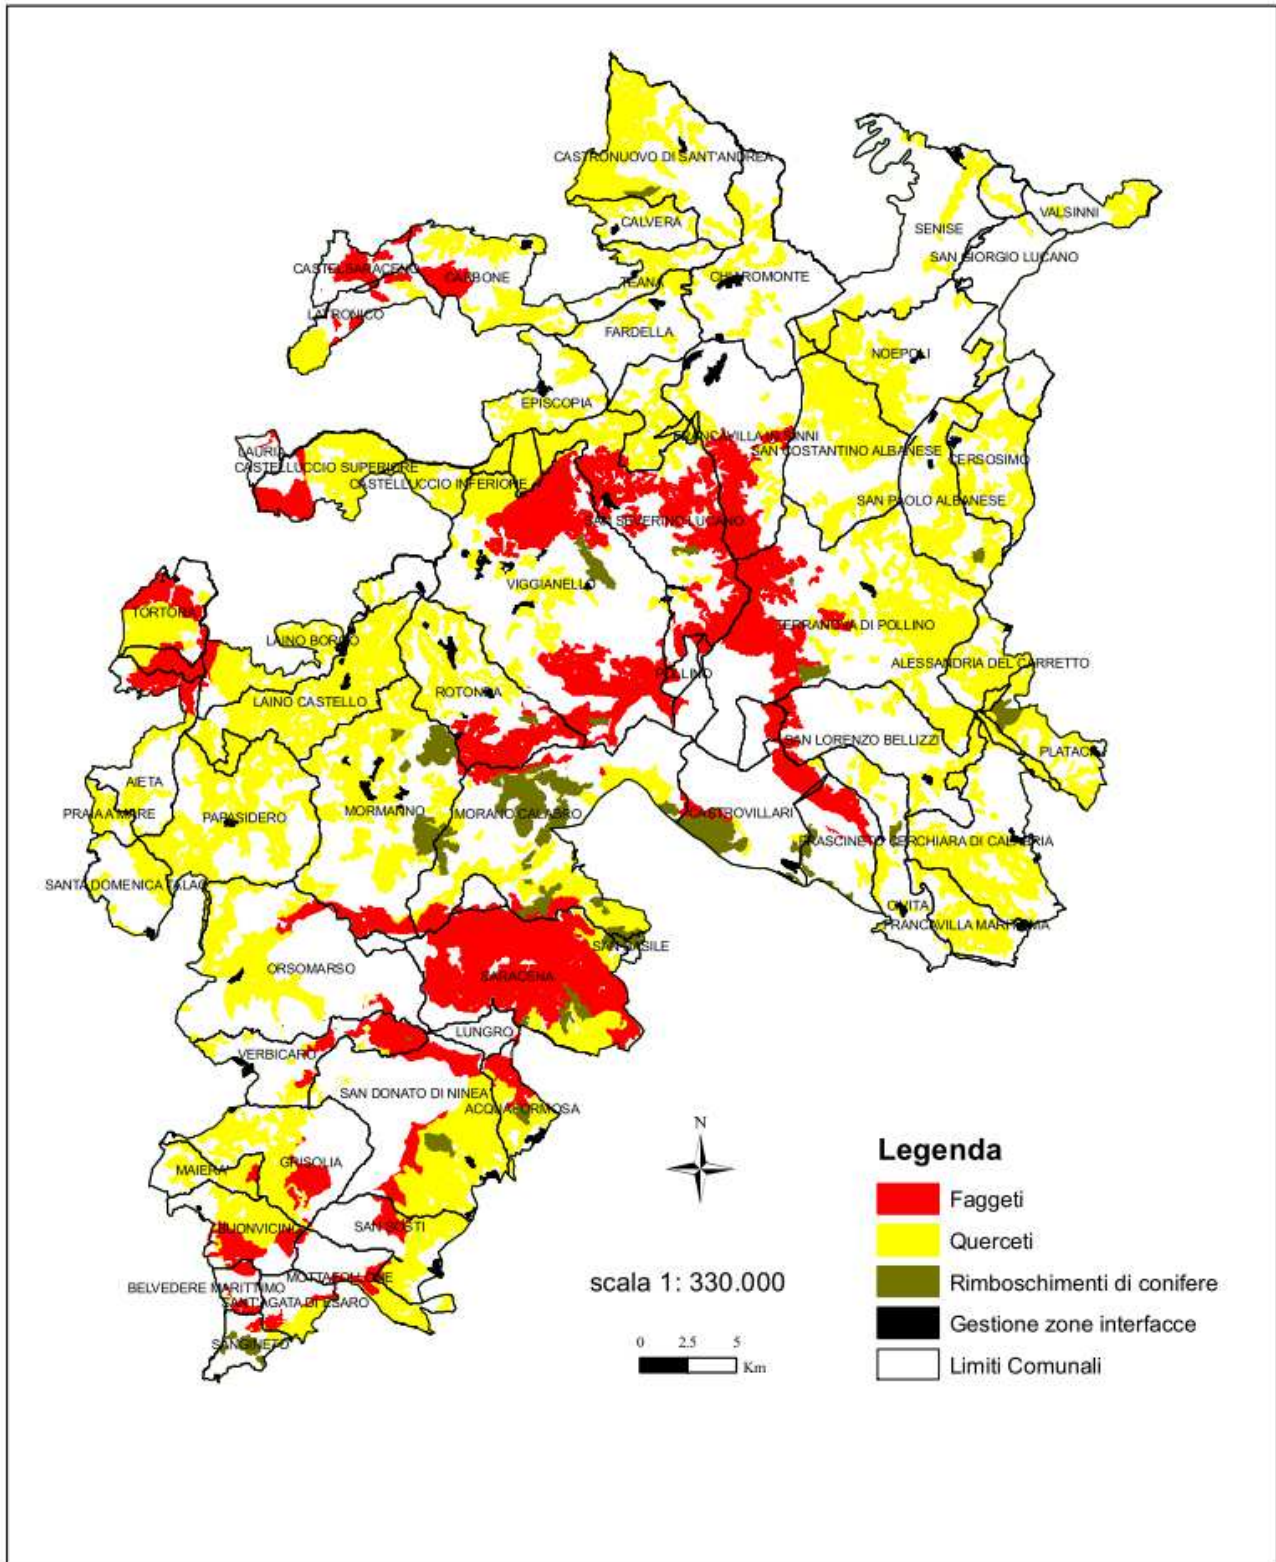 CASTRONUOVO DI SANT'ANDREA
CALVERA
VALSINNI
SENISE
SAN GIORGIO LUCANO
CASTELSARACENO
CARBONE
TEANA
CHIAROMONTE
LATRONICO
FARDELLA
NOEPOLI
EPISCOPIA
FRANCAVILLA IN SINNI
LAURIA
SAN COSTANTINO ALBANESE
CERSOSIMO
CASTELLUCCIO SUPERIORE
CASTELLUCCIO INFERIORE
SAN PAOLO ALBANESE
SAN SEVERINO LUCANO
VIGGIANELLO
TORTORA
TERRANOVA DI POLLINO
LAINO BORGO
ALESSANDRIA DEL CARRETTO
POLLINO
ROTONDA
LAINO CASTELLO
SAN LORENZO BELLIZZI
PLATACI
AIETA
PRAIA A MARE
PAPASIDERO
MORMANNO
MORANO CALABRO
CASTROVILLARI
FRASCINETO
CERCHIARA DI CALABRIA
SANTA DOMENICA TALAO
CIVITA
FRANCAVILLA MARITTIMA
SAN BASILE
ORSOMARSO
SARACENA
LUNGRO
VERBICARO
SAN DONATO DI NINEA
ACQUAFORMOSA
N
MAIERA'
GRISOLIA
BUONVICINO
SAN SOSTI
MOTTAFOLLONE
BELVEDERE MARITTIMO
SANT'AGATA DI ESARO
SANGINETO
Legenda
Faggeti
Querceti
Rimboschimenti di conifere
Gestione zone interfacce
Limiti Comunali
scala 1: 330.000
0 2.5 5
Km